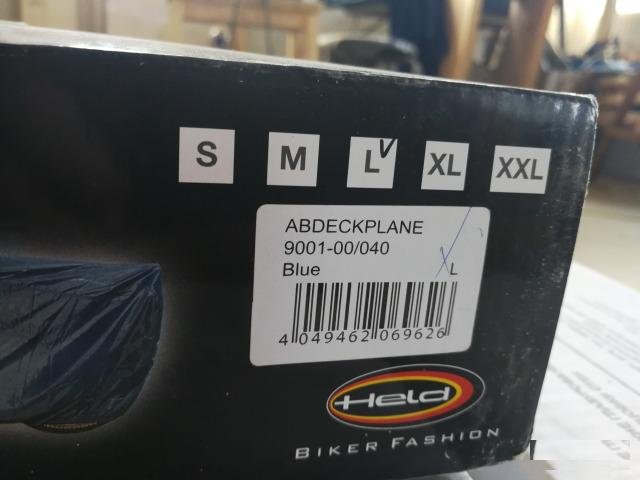 S M L XL XXL
ABDECKPLANE
9001-00/040
Blue L
4 049462 069626
Held
BIKER FASHION